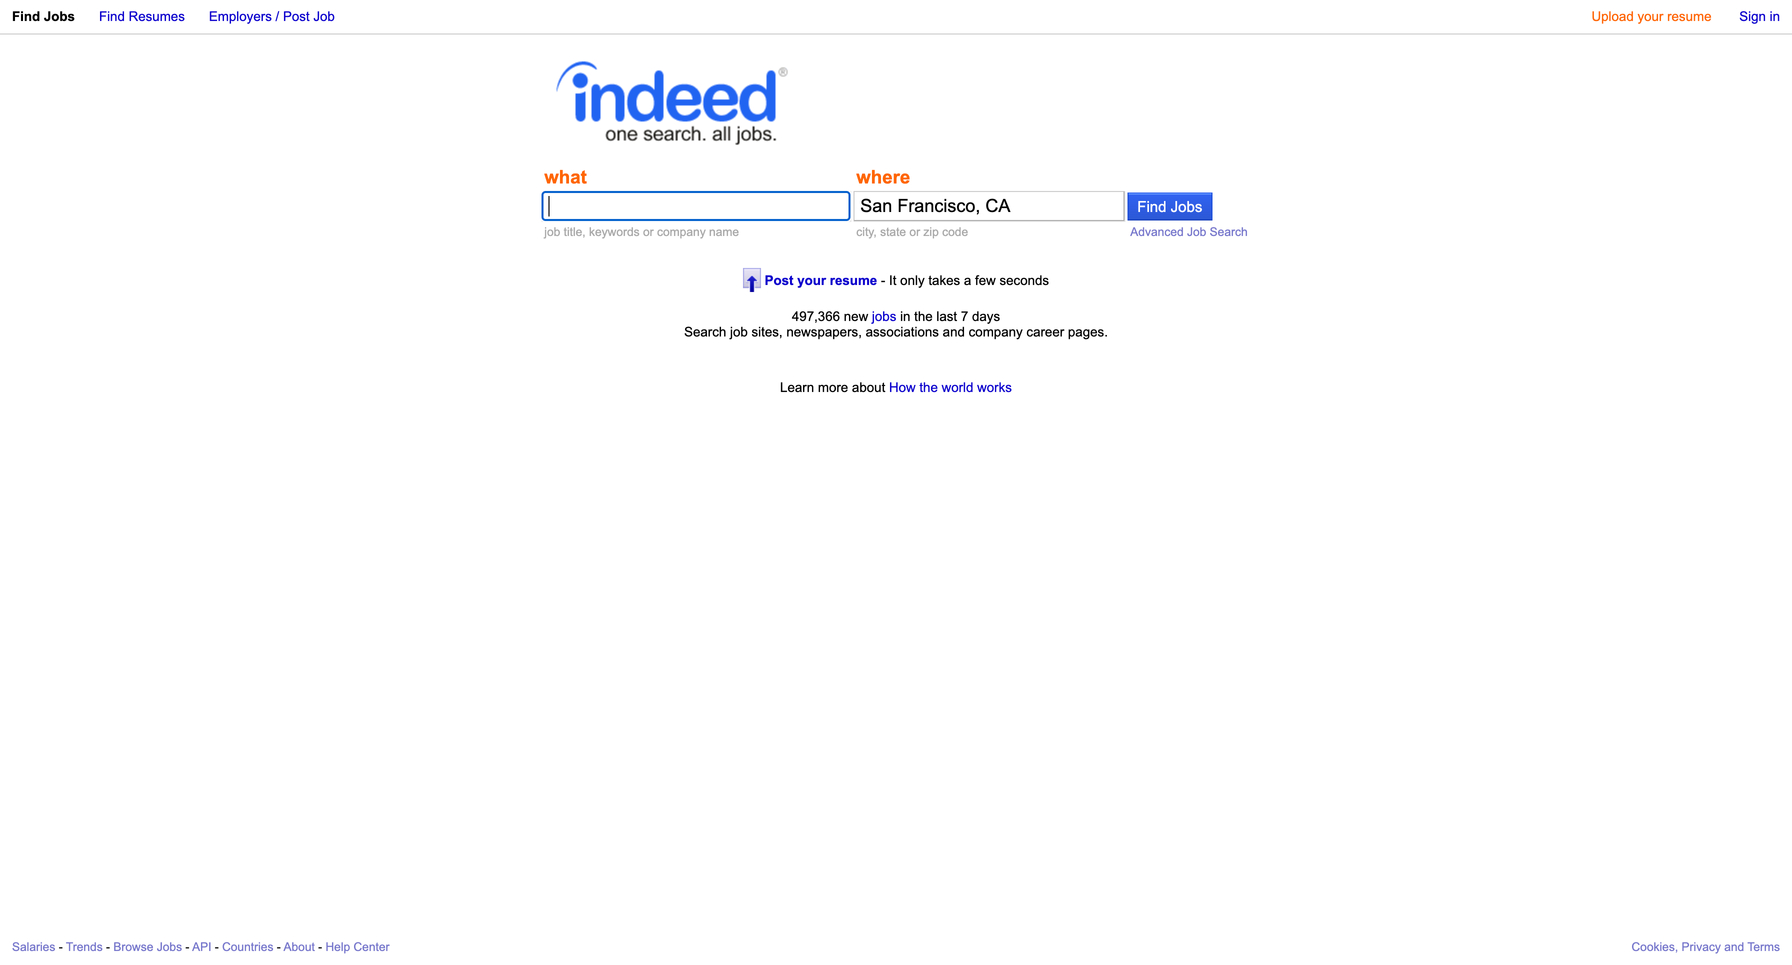 Find Jobs Find Resumes Employers / Post Job Upload your resume Sign in
indeed®
one search. all jobs.
what where
San Francisco, CA Find Jobs
job title, keywords or company name city, state or zip code Advanced Job Search
Post your resume - It only takes a few seconds
497,366 new jobs in the last 7 days
Search job sites, newspapers, associations and company career pages.
Learn more about How the world works
Salaries - Trends - Browse Jobs - API - Countries - About - Help Center Cookies, Privacy and Terms